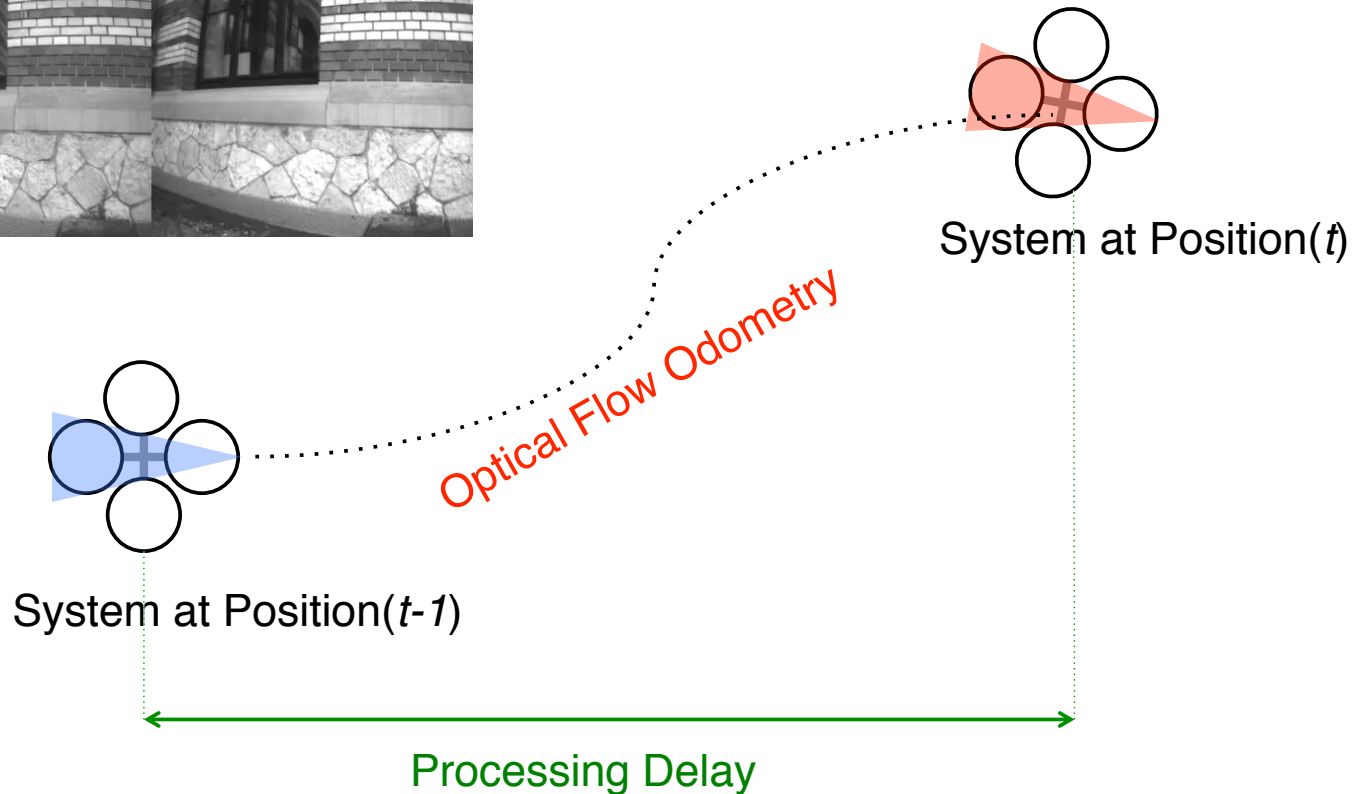 System at Position(t)
Optical Flow Odometry
System at Position(t-1)
Processing Delay